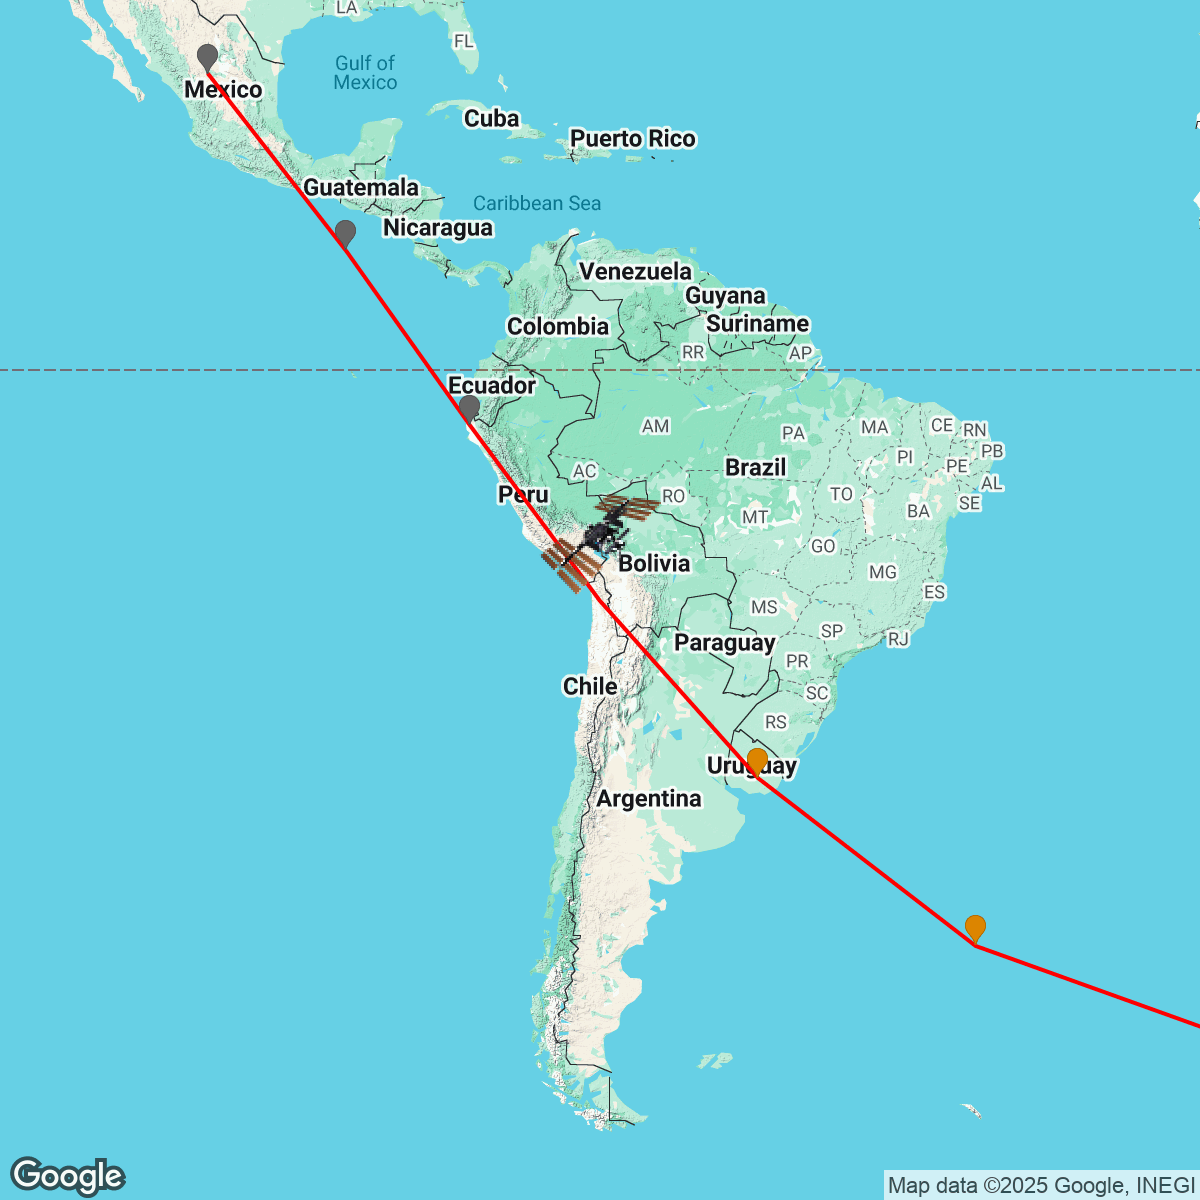 LA
FL
Gulf of
Mexico
Mexico
Cuba
Puerto Rico
Guatemala
Caribbean Sea
Nicaragua
Venezuela
Guyana
Colombia
Suriname
RR
AP
Ecuador
AM
PA
MA
CE
RN
PI
PB
PE
AC
Brazil
AL
Peru
RO
TO
SE
MT
BA
GO
Bolivia
MG
ES
MS
SP
RJ
Paraguay
PR
Chile
SC
RS
Uruguay
Argentina
Google
Map data ©2025 Google, INEGI